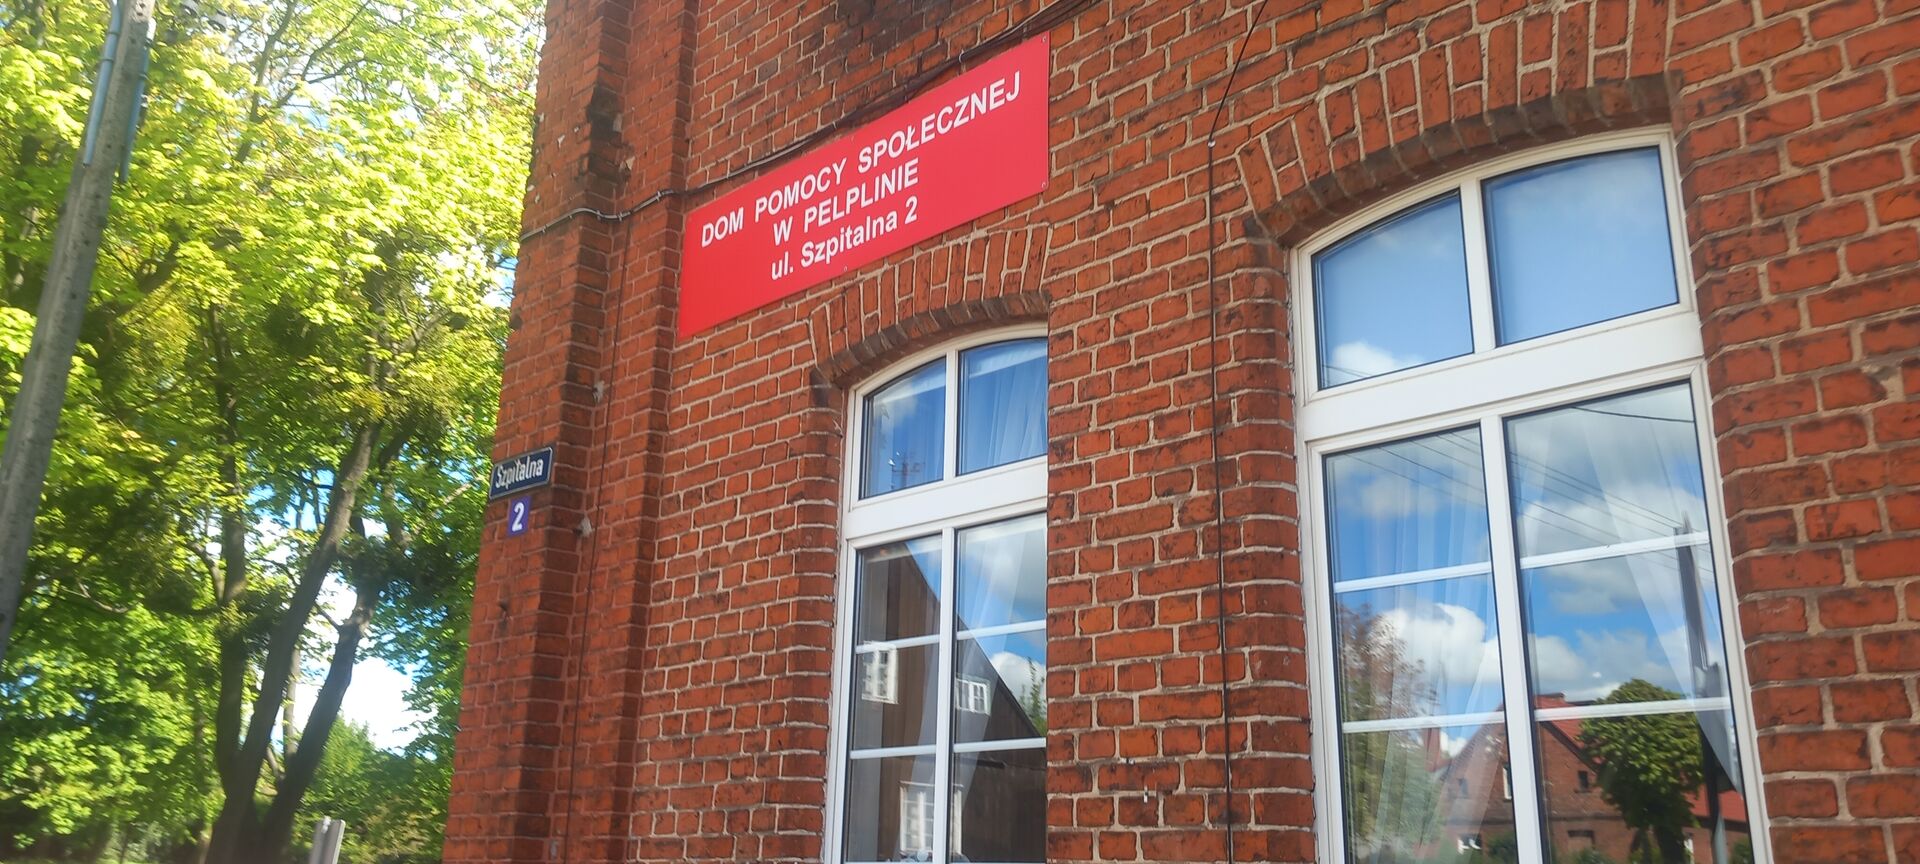 DOM POMOCY SPOŁECZNEJ
W PELPLINIE
ul. Szpitalna 2
Szpitalna
2